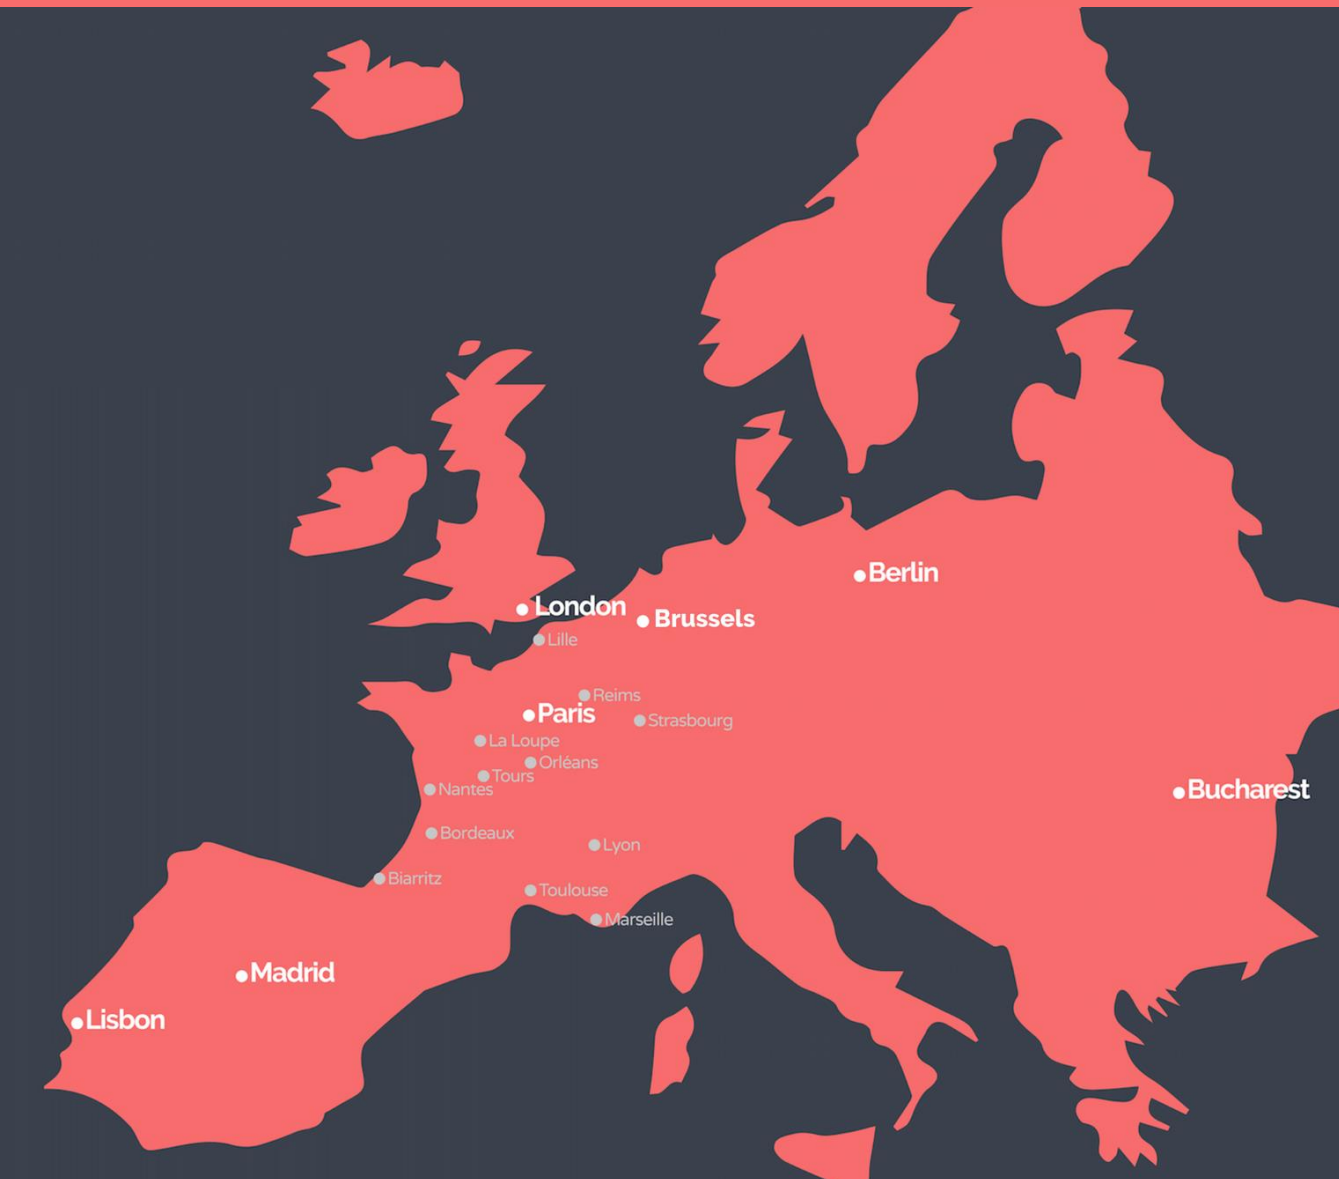 Berlin
London
Brussels
Lille
Reims
Paris
Strasbourg
La Loupe
Orléans
Tours
Nantes
Bucharest
Bordeaux
Lyon
Biarritz
Toulouse
Marseille
Madrid
Lisbon